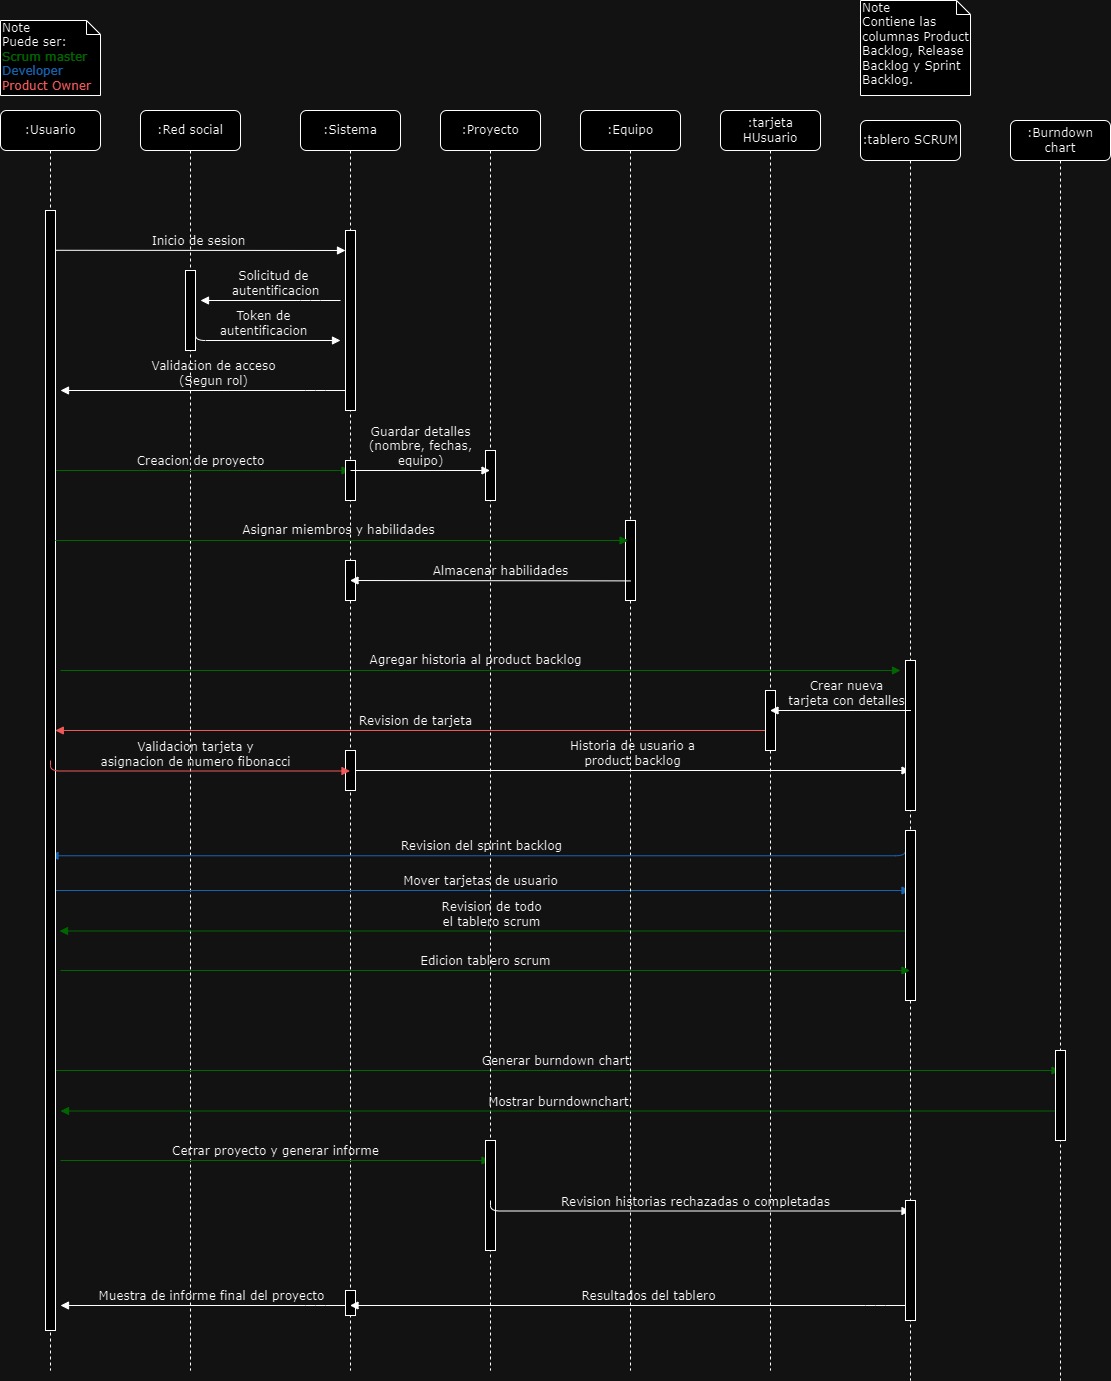 Note
Puede ser:
Scrum master
Developer
Product Owner
Note
Contiene las
columnas Product
Backlog, Release
Backlog y Sprint
Backlog.
:Usuario
:Red social
:Sistema
:Proyecto
:Equipo
:tarjeta
HUsuario
:tablero SCRUM
:Burndown
chart
Inicio de sesion
Solicitud de
autentificacion
Token de
autentificacion
Validacion de acceso
(Segun rol)
Guardar detalles
(nombre, fechas,
equipo)
Creacion de proyecto
Asignar miembros y habilidades
Almacenar habilidades
Agregar historia al product backlog
Crear nueva
tarjeta con detalles
Revision de tarjeta
Validacion tarjeta y
asignacion de numero fibonacci
Historia de usuario a
product backlog
Revision del sprint backlog
Mover tarjetas de usuario
Revision de todo
el tablero scrum
Edicion tablero scrum
Generar burndown chart
Mostrar burndownchart
Cerrar proyecto y generar informe
Revision historias rechazadas o completadas
Muestra de informe final del proyecto
Resultados del tablero